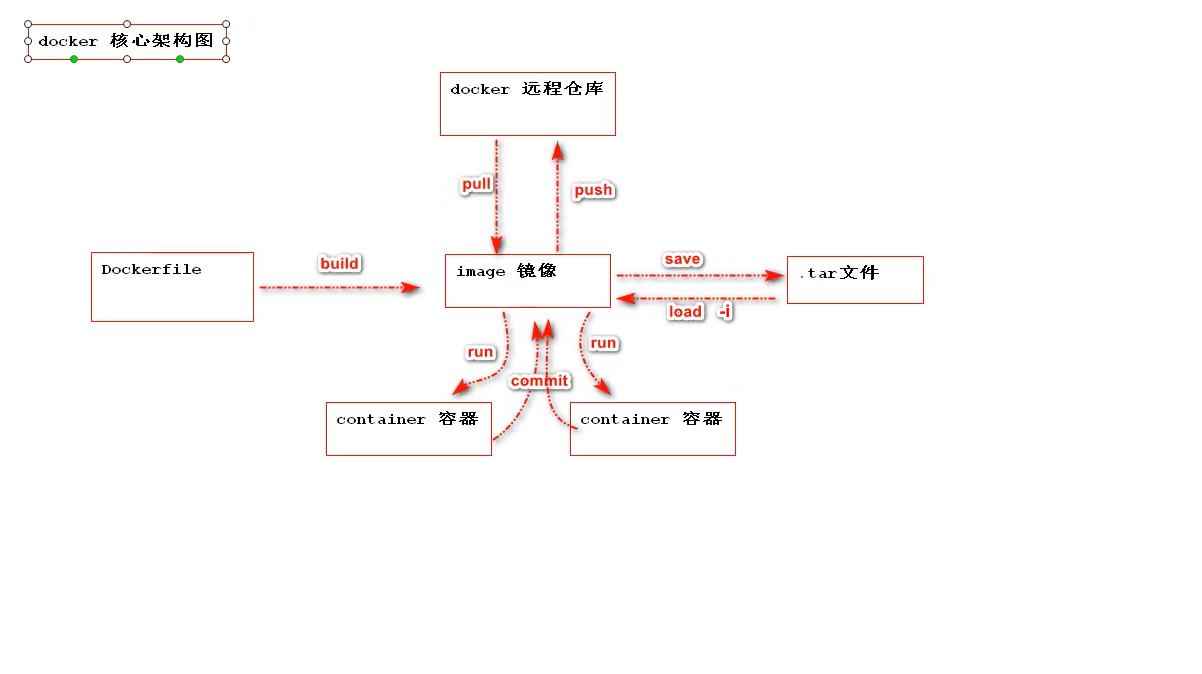 docker 核心架构图
docker 远程仓库
pull
push
Dockerfile
build
image 镜像
save
.tar文件
load -i
run
run
commit
container 容器
container 容器